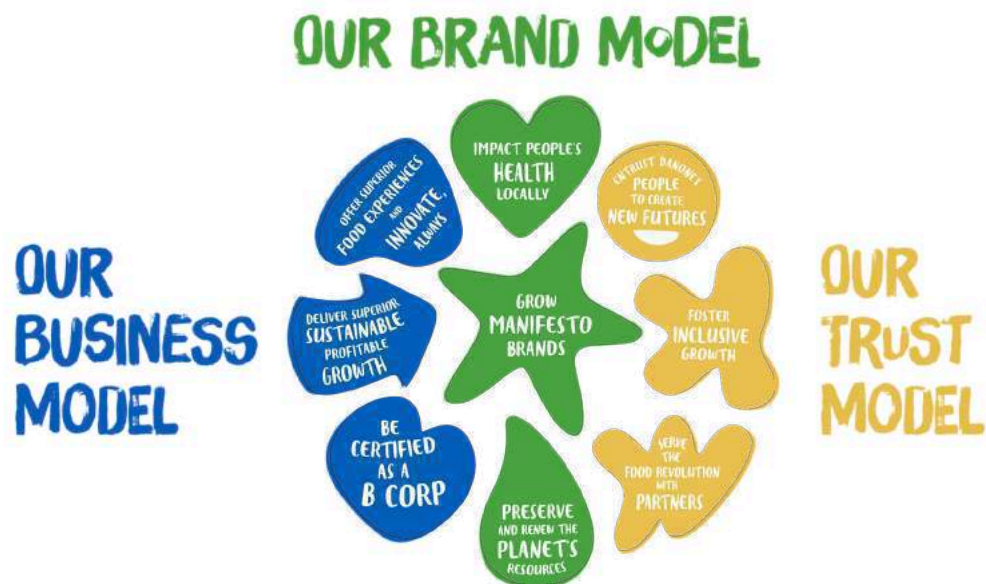 OUR BRAND MODEL
OUR
BUSINESS
MODEL
OFFER SUPERIOR
FOOD EXPERIENCES
AND
INNOVATE,
ALWAYS
DELIVER SUPERIOR
SUSTAINABLE
PROFITABLE
GROWTH
BE
CERTIFIED
AS A
B CORP
IMPACT PEOPLE'S
HEALTH
LOCALLY
GROW
MANIFESTO
BRANDS
PRESERVE
AND RENEW THE
PLANET'S
RESOURCES
ENTRUST DANONE'S
PEOPLE
TO CREATE
NEW FUTURES
FOSTER
INCLUSIVE
GROWTH
SERVE
THE
FOOD REVOLUTION
WITH
PARTNERS
OUR
TRUST
MODEL